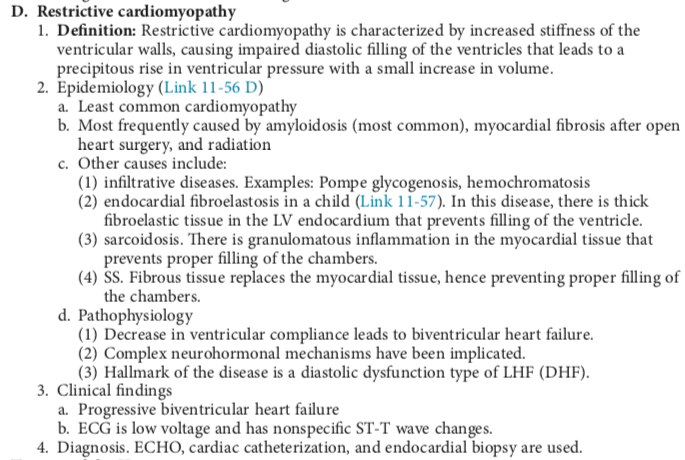 D. Restrictive cardiomyopathy
1. Definition: Restrictive cardiomyopathy is characterized by increased stiffness of the
ventricular walls, causing impaired diastolic filling of the ventricles that leads to a
precipitous rise in ventricular pressure with a small increase in volume.
2. Epidemiology (Link 11-56 D)
a. Least common cardiomyopathy
b. Most frequently caused by amyloidosis (most common), myocardial fibrosis after open
heart surgery, and radiation
c. Other causes include:
(1) infiltrative diseases. Examples: Pompe glycogenosis, hemochromatosis
(2) endocardial fibroelastosis in a child (Link 11-57). In this disease, there is thick
fibroelastic tissue in the LV endocardium that prevents filling of the ventricle.
(3) sarcoidosis. There is granulomatous inflammation in the myocardial tissue that
prevents proper filling of the chambers.
(4) SS. Fibrous tissue replaces the myocardial tissue, hence preventing proper filling of
the chambers.
d. Pathophysiology
(1) Decrease in ventricular compliance leads to biventricular heart failure.
(2) Complex neurohormonal mechanisms have been implicated.
(3) Hallmark of the disease is a diastolic dysfunction type of LHF (DHF).
3. Clinical findings
a. Progressive biventricular heart failure
b. ECG is low voltage and has nonspecific ST-T wave changes.
4. Diagnosis. ECHO, cardiac catheterization, and endocardial biopsy are used.